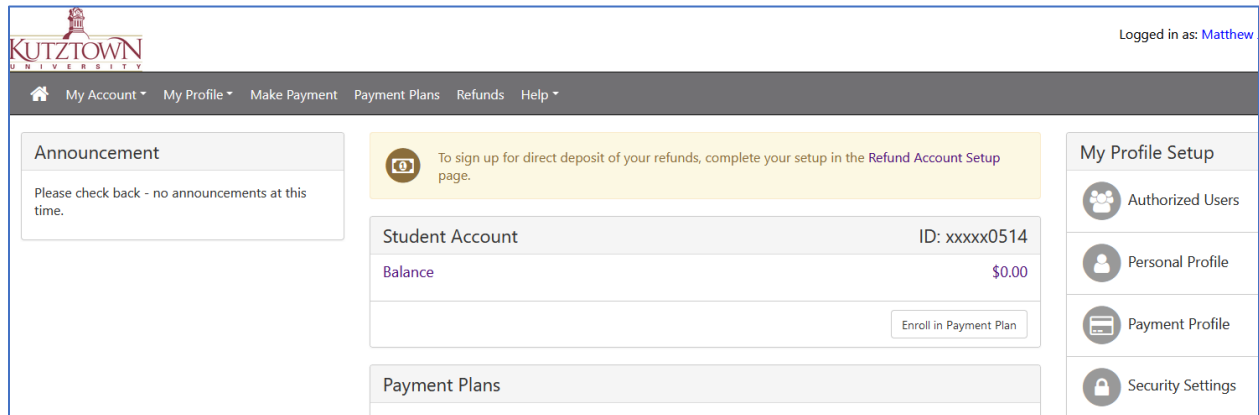 KUTZTOWN
UNIVERSITY
Logged in as: Matthew
My Account My Profile Make Payment Payment Plans Refunds Help
Announcement
Please check back - no announcements at this
time.
To sign up for direct deposit of your refunds, complete your setup in the Refund Account Setup
page.
Student Account ID: xxxxx0514
Balance $0.00
Enroll in Payment Plan
Payment Plans
My Profile Setup
Authorized Users
Personal Profile
Payment Profile
Security Settings